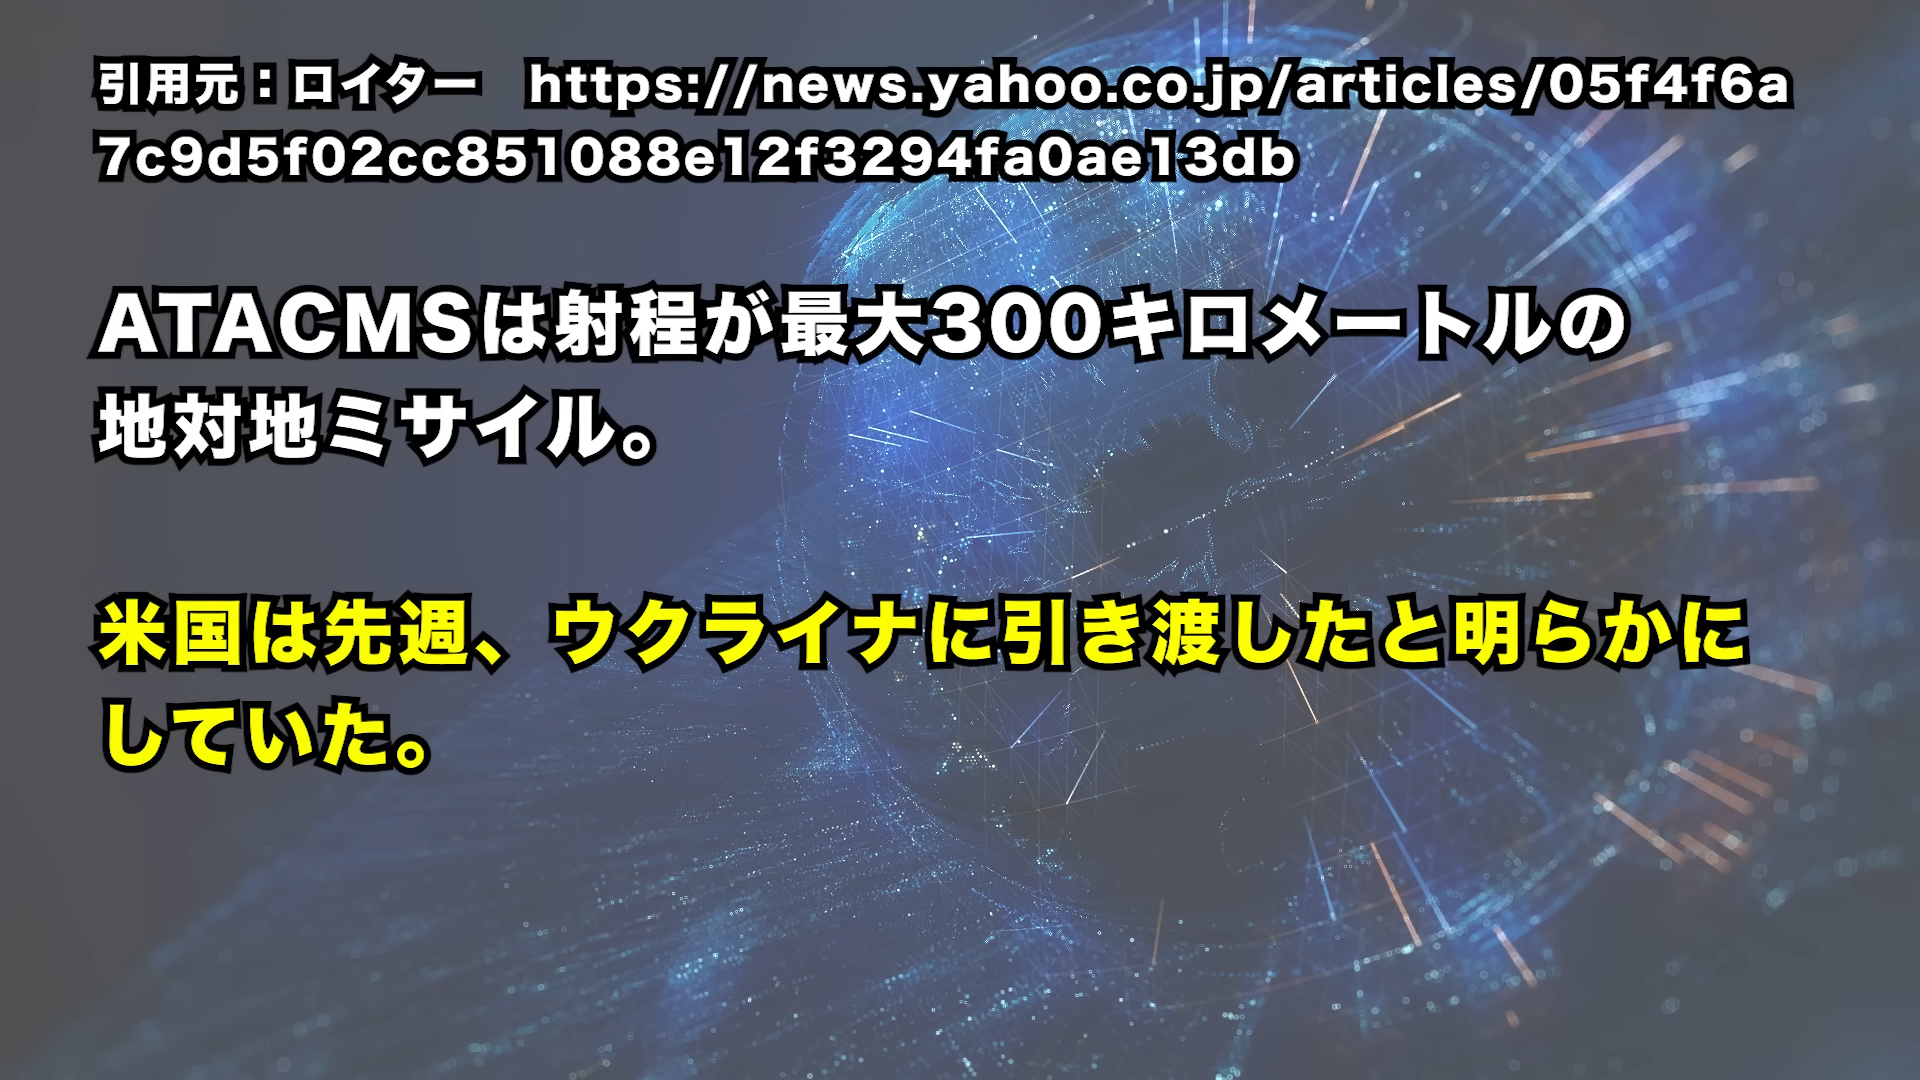 引用元：ロイター　https://news.yahoo.co.jp/articles/05f4f6a
7c9d5f02cc851088e12f3294fa0ae13db
ATACMSは射程が最大300キロメートルの
地対地ミサイル。
米国は先週、ウクライナに引き渡したと明らかに
していた。